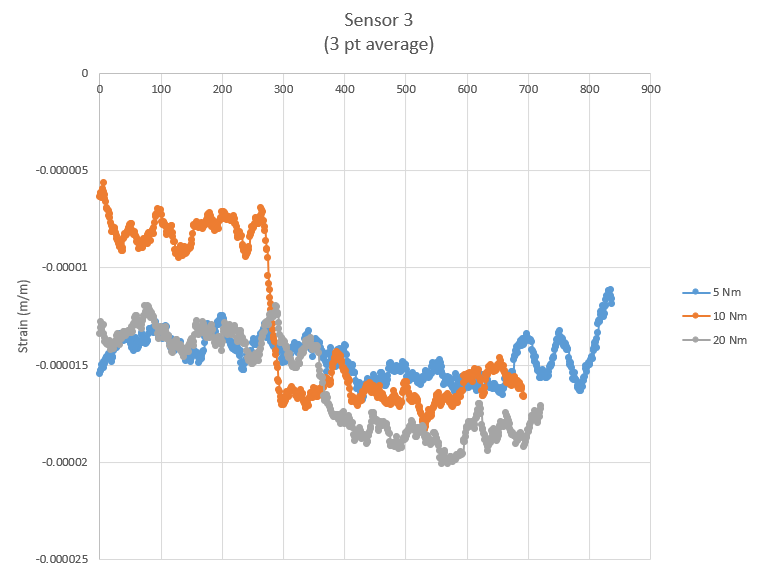 Sensor 3
(3 pt average)
0
0 100 200 300 400 500 600 700 800 900
-0.000005
-0.00001
-0.000015
-0.00002
-0.000025
Strain (m/m)
5 Nm
10 Nm
20 Nm